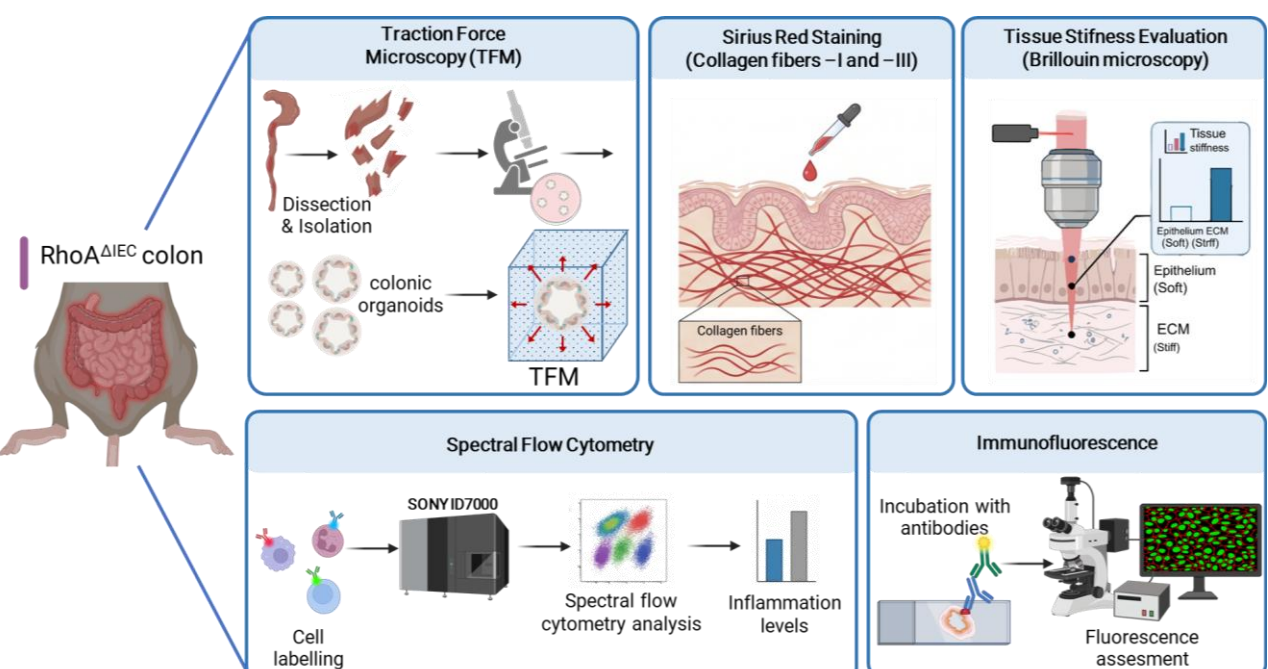 RhoAΔIEC colon
Traction Force
Microscopy (TFM)
Dissection
& Isolation
colonic
organoids
TFM
Sirius Red Staining
(Collagen fibers –I and –III)
Collagen fibers
Tissue Stifness Evaluation
(Brillouin microscopy)
Tissue
stiffness
Epithelium ECM
(Soft) (Strff)
Epithelium
(Soft)
ECM
(Stiff)
Spectral Flow Cytometry
Cell
labelling
SONY ID7000
Spectral flow
cytometry analysis
Inflammation
levels
Immunofluorescence
Incubation with
antibodies
Fluorescence
assesment